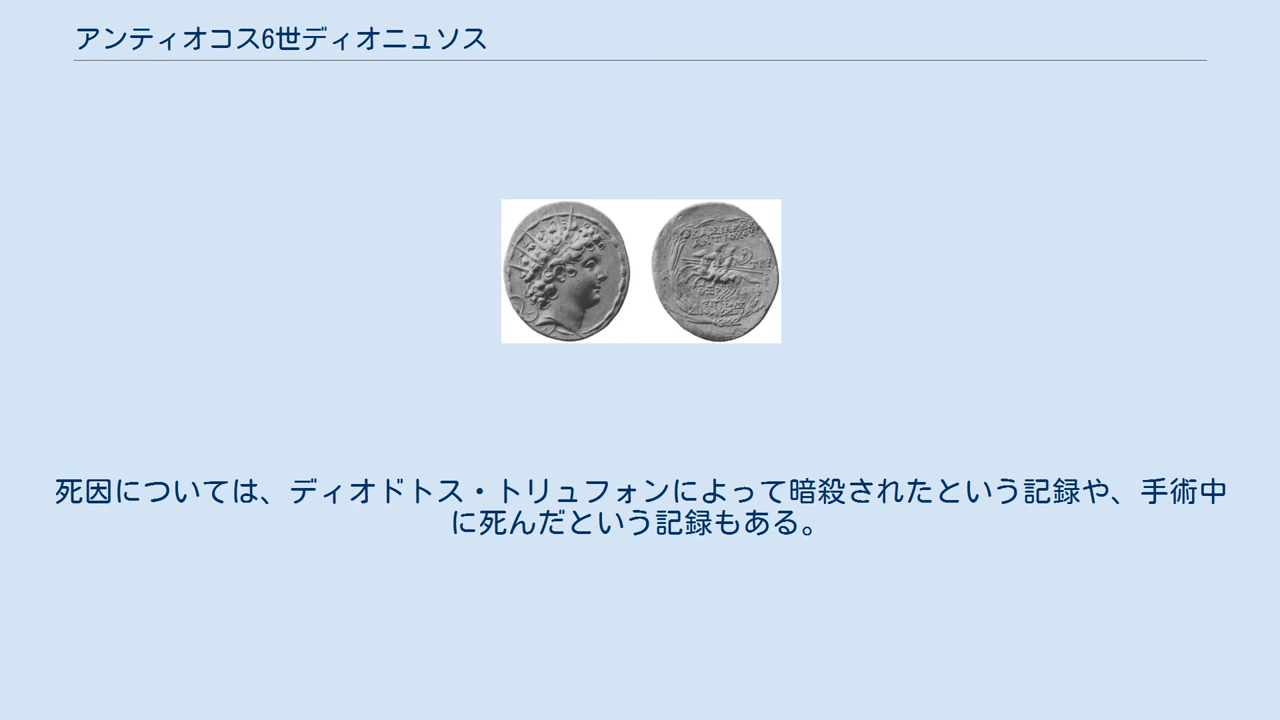 アンティオコス6世ディオニュソス
死因については、ディオドトス・トリュフォンによって暗殺されたという記録や、手術中
に死んだという記録もある。